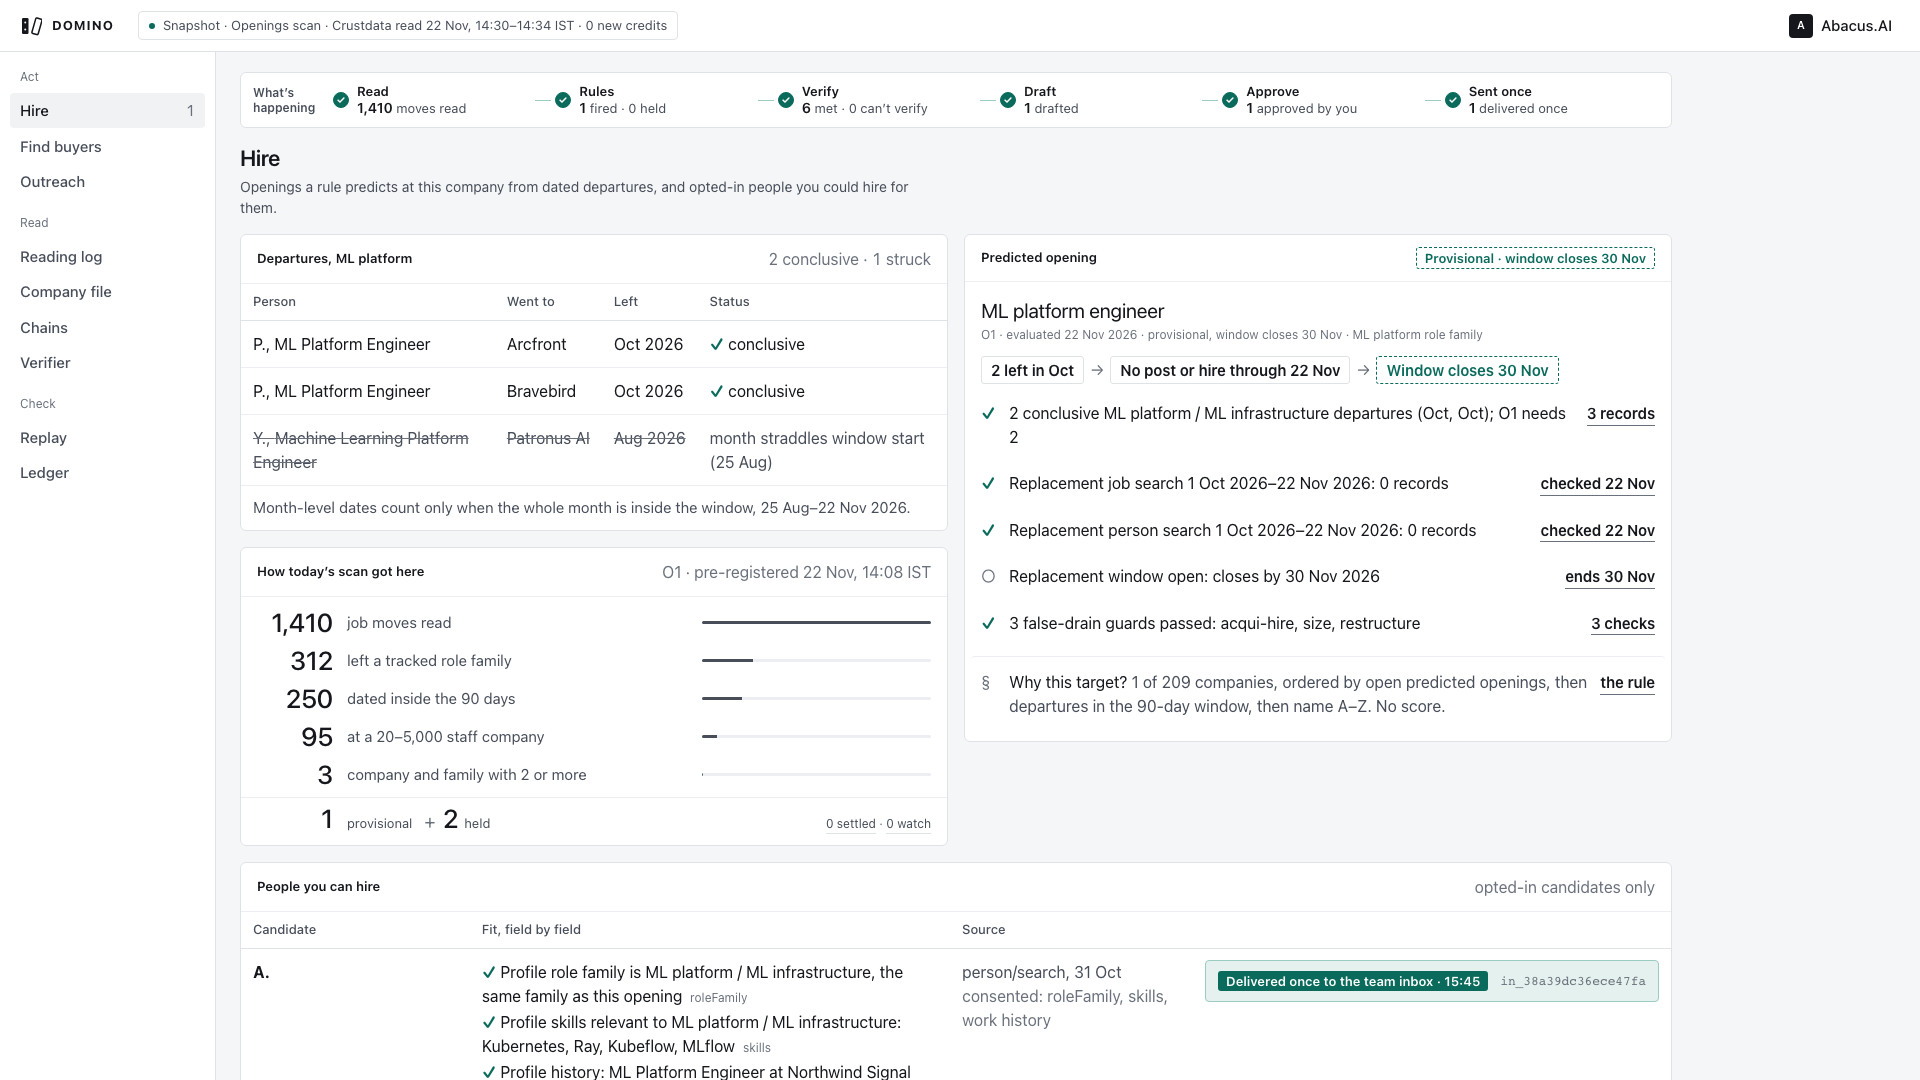 DOMINO
Snapshot · Openings scan · Crustdata read 22 Nov, 14:30–14:34 IST · 0 new credits
A
Abacus.AI
Act
Hire 1
Find buyers
Outreach
Read
Reading log
Company file
Chains
Verifier
Check
Replay
Ledger
What's happening
Read
1,410 moves read
Rules
1 fired · 0 held
Verify
6 met · 0 can't verify
Draft
1 drafted
Approve
1 approved by you
Sent once
1 delivered once
Hire
Openings a rule predicts at this company from dated departures, and opted-in people you could hire for
them.
Departures, ML platform 2 conclusive · 1 struck
Person Went to Left Status
P., ML Platform Engineer Arcfront Oct 2026 ✓ conclusive
P., ML Platform Engineer Bravebird Oct 2026 ✓ conclusive
Y., Machine Learning Platform Engineer Patronus AI Aug 2026 month straddles window start (25 Aug)
Month-level dates count only when the whole month is inside the window, 25 Aug–22 Nov 2026.
How today's scan got here O1 · pre-registered 22 Nov, 14:08 IST
1,410 job moves read
312 left a tracked role family
250 dated inside the 90 days
95 at a 20–5,000 staff company
3 company and family with 2 or more
1 provisional + 2 held 0 settled · 0 watch
Predicted opening Provisional · window closes 30 Nov
ML platform engineer
O1 · evaluated 22 Nov 2026 · provisional, window closes 30 Nov · ML platform role family
2 left in Oct → No post or hire through 22 Nov → Window closes 30 Nov
✓ 2 conclusive ML platform / ML infrastructure departures (Oct, Oct); O1 needs 3 records
2
✓ Replacement job search 1 Oct 2026–22 Nov 2026: 0 records checked 22 Nov
✓ Replacement person search 1 Oct 2026–22 Nov 2026: 0 records checked 22 Nov
Replacement window open: closes by 30 Nov 2026 ends 30 Nov
✓ 3 false-drain guards passed: acqui-hire, size, restructure 3 checks
§ Why this target? 1 of 209 companies, ordered by open predicted openings, then the rule
departures in the 90-day window, then name A–Z. No score.
People you can hire opted-in candidates only
Candidate Fit, field by field Source
A.
✓ Profile role family is ML platform / ML infrastructure, the
same family as this opening roleFamily
✓ Profile skills relevant to ML platform / ML infrastructure:
Kubernetes, Ray, Kubeflow, MLflow skills
✓ Profile history: ML Platform Engineer at Northwind Signal
person/search, 31 Oct
consented: roleFamily, skills,
work history
Delivered once to the team inbox · 15:45 in_38a39dc36ece47fa